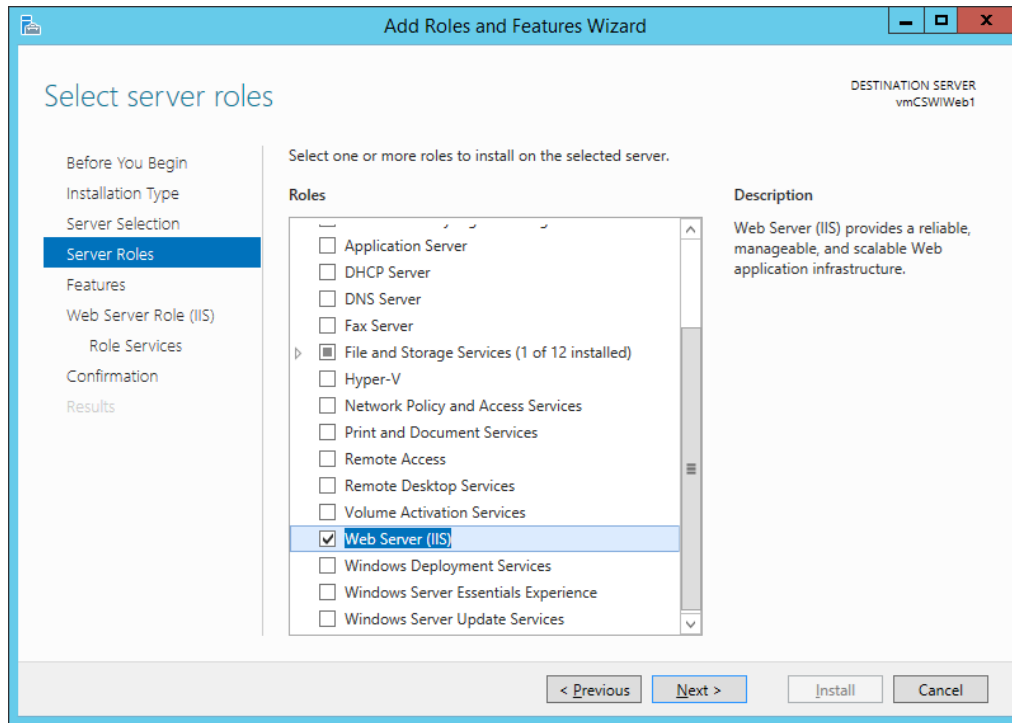 Add Roles and Features Wizard
Select server roles
DESTINATION SERVER
vmCSWIWeb1
Before You Begin
Installation Type
Server Selection
Server Roles
Features
Web Server Role (IIS)
Role Services
Confirmation
Results
Select one or more roles to install on the selected server.
Roles
Application Server
DHCP Server
DNS Server
Fax Server
File and Storage Services (1 of 12 installed)
Hyper-V
Network Policy and Access Services
Print and Document Services
Remote Access
Remote Desktop Services
Volume Activation Services
Web Server (IIS)
Windows Deployment Services
Windows Server Essentials Experience
Windows Server Update Services
Description
Web Server (IIS) provides a reliable,
manageable, and scalable Web
application infrastructure.
< Previous
Next >
Install
Cancel